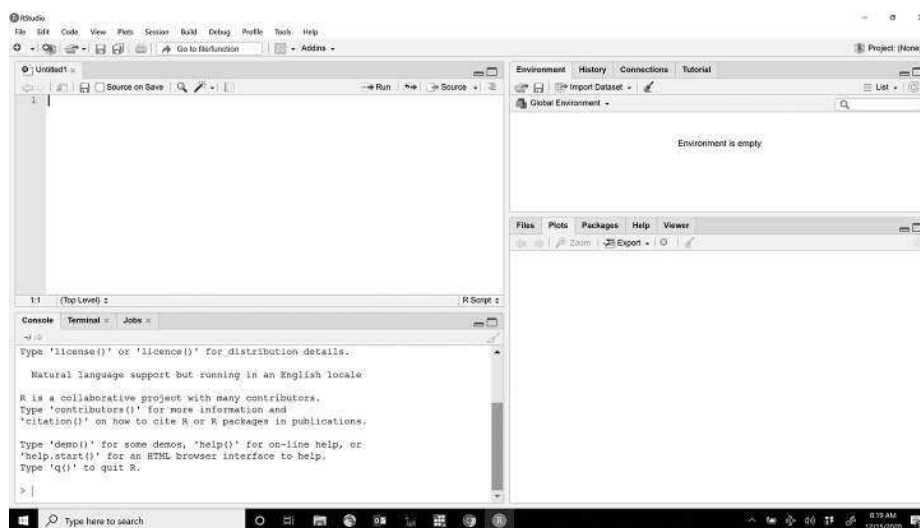 RStudio
File Edit Code View Plots Session Build Debug Profile Tools Help
Go to file/function Addins
Project: (None
Untitled1
Source on Save Run Source
1
1:1 (Top Level) R Script
Console Terminal Jobs
Type 'license()' or 'licence()' for distribution details.
Natural language support but running in an English locale
R is a collaborative project with many contributors.
Type 'contributors()' for more information and
'citation()' on how to cite R or R packages in publications.
Type 'demo()' for some demos, 'help()' for on-line help, or
'help.start()' for an HTML browser interface to help.
Type 'q()' to quit R.
>
Environment History Connections Tutorial
Import Dataset List
Global Environment
Environment is empty
Files Plots Packages Help Viewer
Zoom Export
Type here to search
8:19 AM